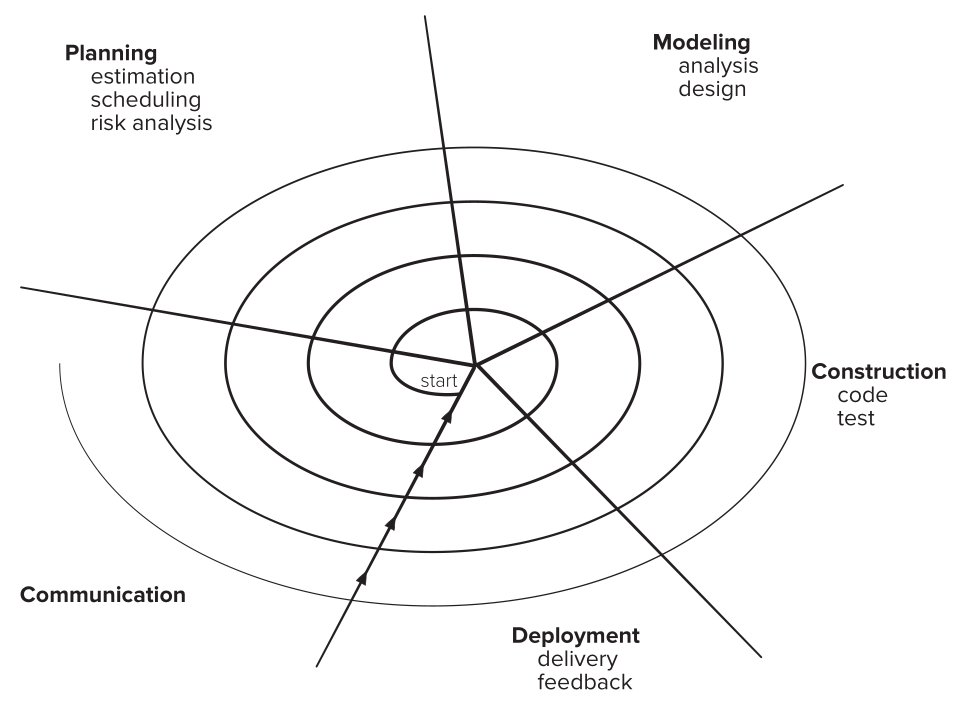 Planning
estimation
scheduling
risk analysis
Modeling
analysis
design
start
Construction
code
test
Communication
Deployment
delivery
feedback